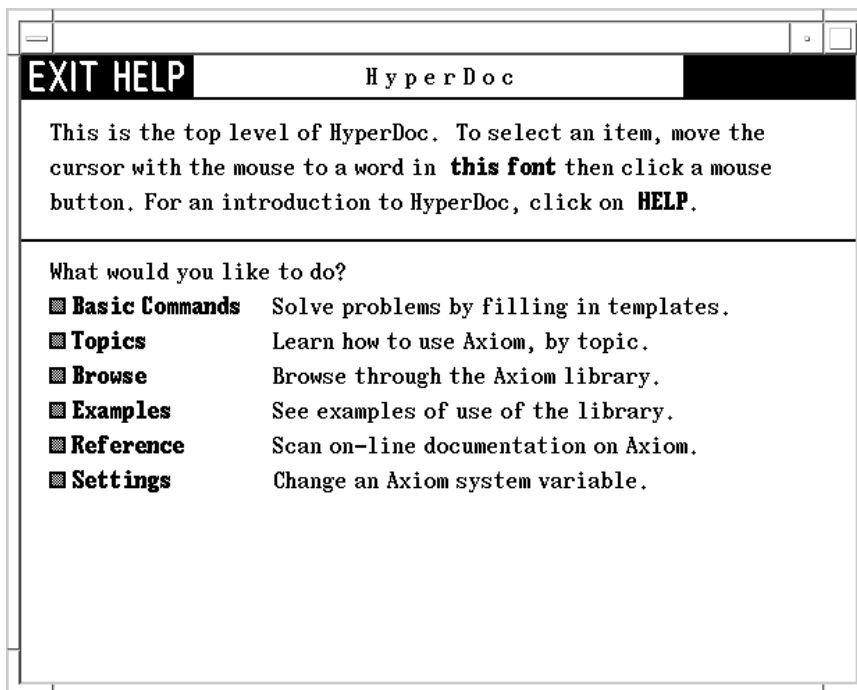 EXIT HELP HyperDoc
This is the top level of HyperDoc. To select an item, move the
cursor with the mouse to a word in this font then click a mouse
button. For an introduction to HyperDoc, click on HELP.
What would you like to do?
Basic Commands Solve problems by filling in templates.
Topics Learn how to use Axiom, by topic.
Browse Browse through the Axiom library.
Examples See examples of use of the library.
Reference Scan on-line documentation on Axiom.
Settings Change an Axiom system variable.